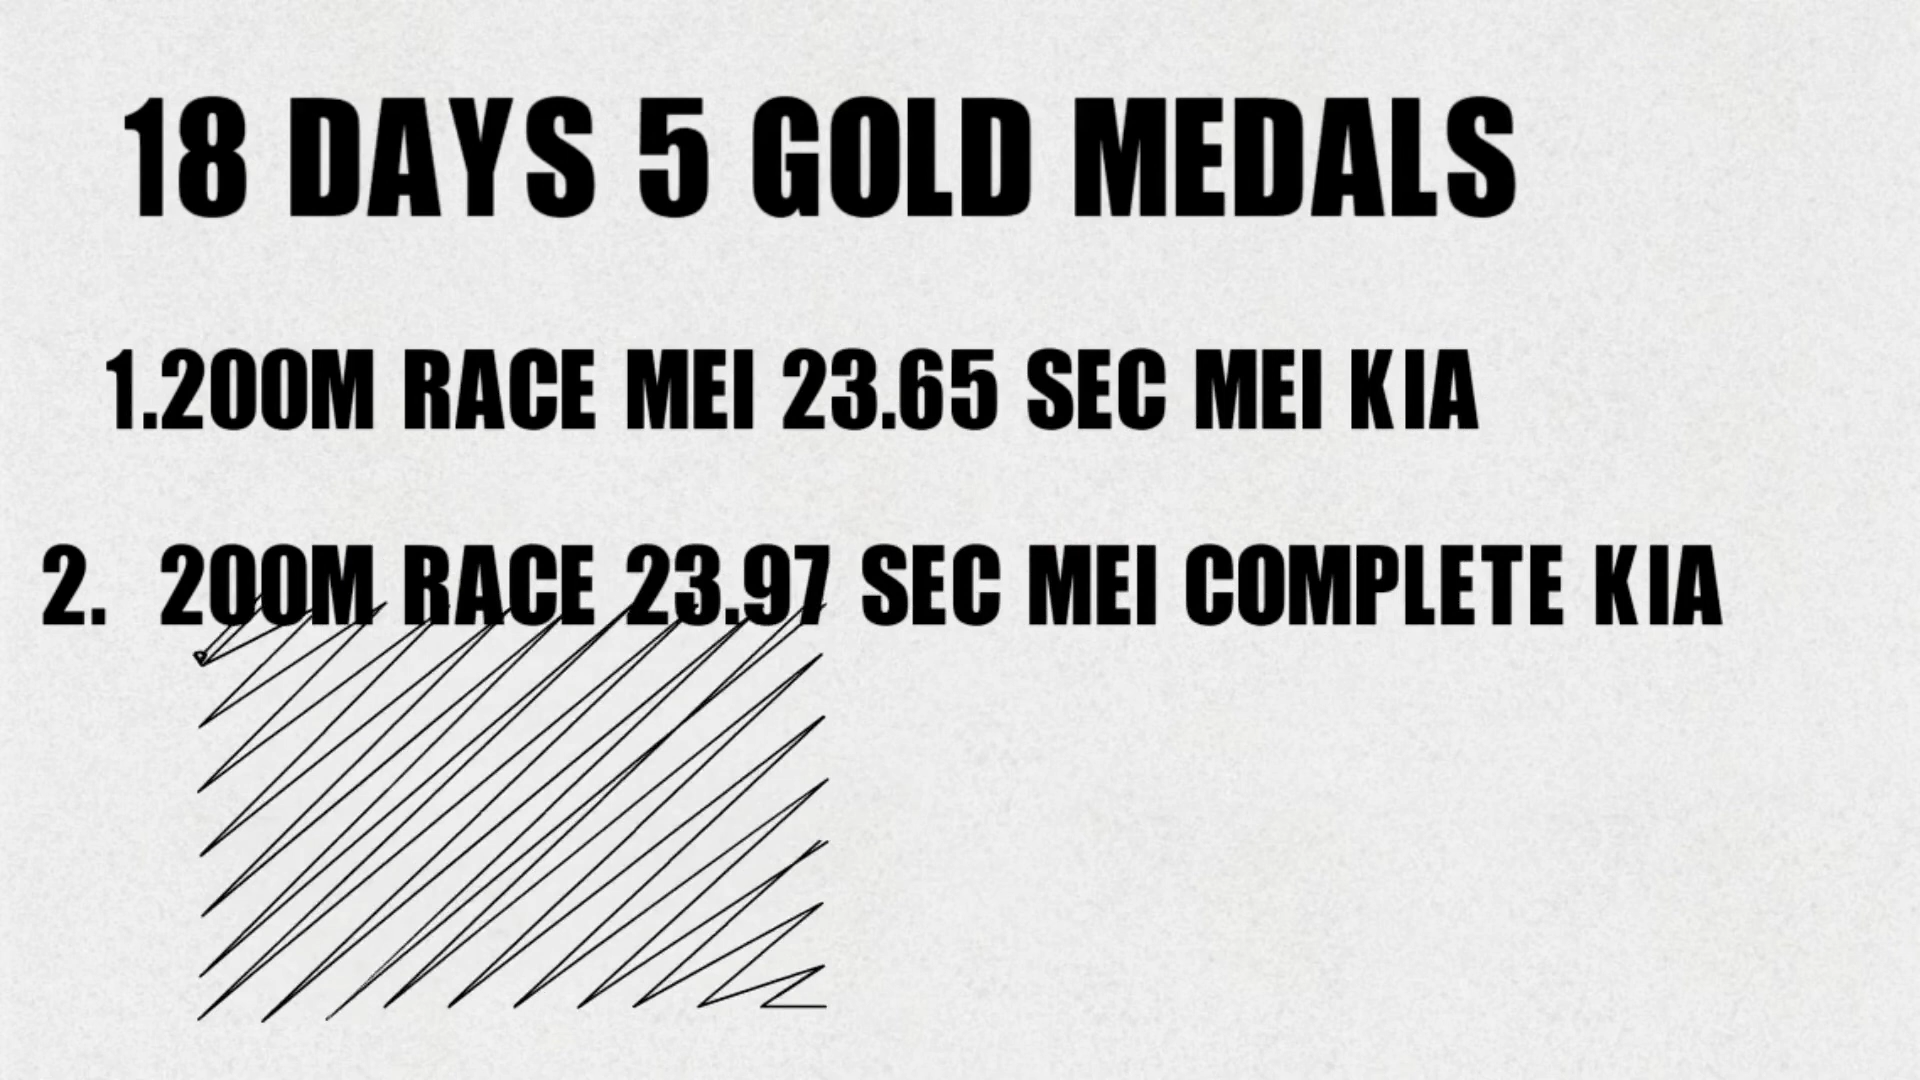 18 DAYS 5 GOLD MEDALS
1.200M RACE MEI 23.65 SEC MEI KIA
2. 200M RACE 23.97 SEC MEI COMPLETE KIA